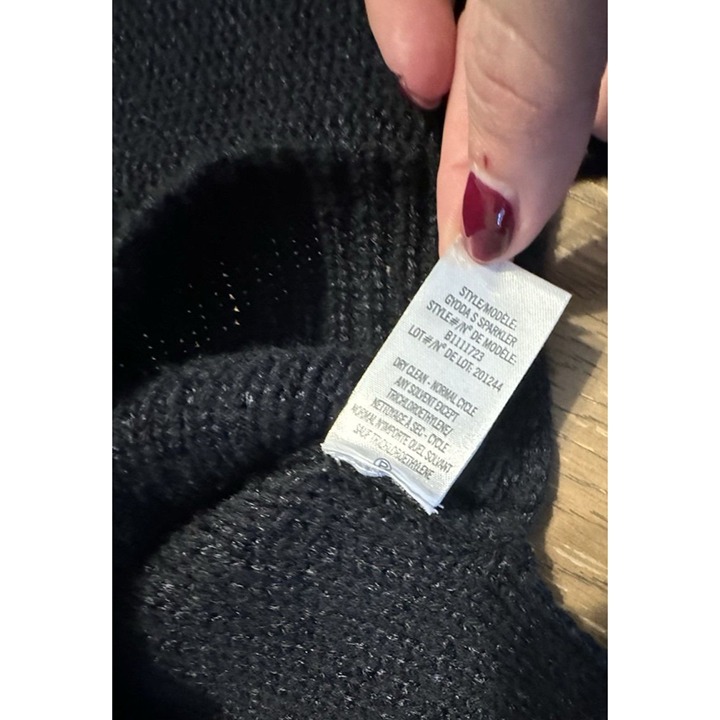 STYLE/MODÈLE:
GYODA S SPARKLER
STYLE#/N° DE MODÈLE:
B1111723
LOT#/N° DE LOT: 201244
DRY CLEAN - NORMAL CYCLE
ANY SOLVENT EXCEPT
TRICHLOROETHYLENE/
NETTOYAGE À SEC - CYCLE
NORMAL N'IMPORTE QUEL SOLVANT
SAUF TRICHLOROETHYLENE
P